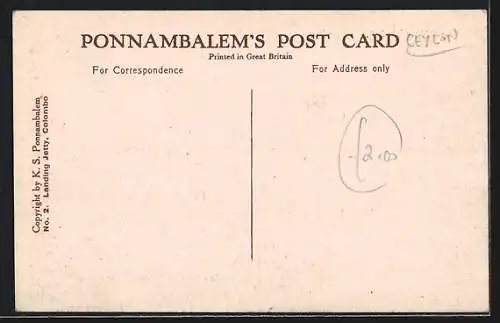 PONNAMBALEM'S POST CARD
CEYLON
Printed in Great Britain
For Correspondence
For Address only
Copyright by K. S. Ponnambalem
No. 2. Landing Jetty, Colombo
£2.00